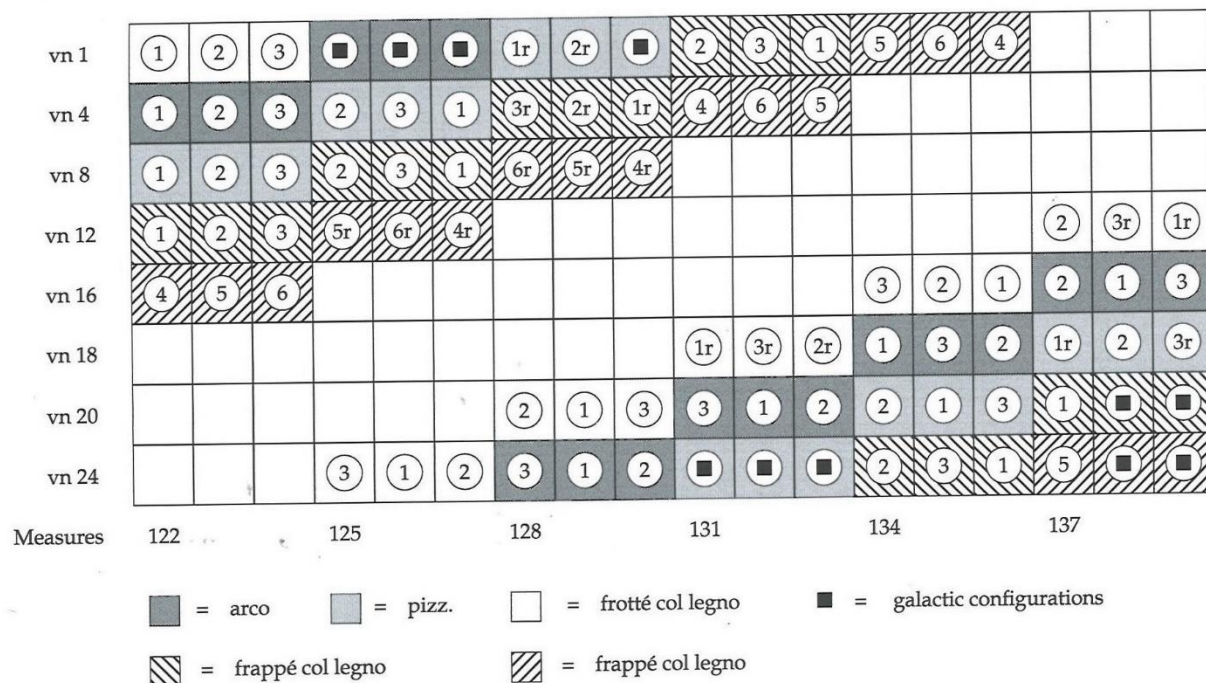 vn 1 1 2 3 1r 2r 2 3 1 5 6 4
vn 4 1 2 3 2 3 1 3r 2r 1r 4 6 5
vn 8 1 2 3 2 3 1 6r 5r 4r
vn 12 1 2 3 5r 6r 4r 2 3r 1r
vn 16 4 5 6 3 2 1 2 1 3
vn 18 1r 3r 2r 1 3 2 1r 2 3r
vn 20 2 1 3 3 1 2 2 1 3 1
vn 24 3 1 2 3 1 2 2 3 1 5
Measures 122 125 128 131 134 137
= arco = pizz. = frotté col legno = galactic configurations
= frappé col legno = frappé col legno